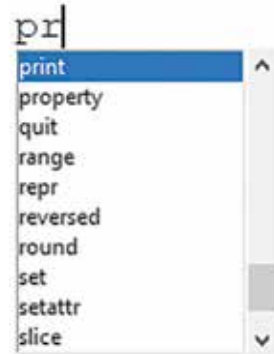 pr
print
property
quit
range
repr
reversed
round
set
setattr
slice